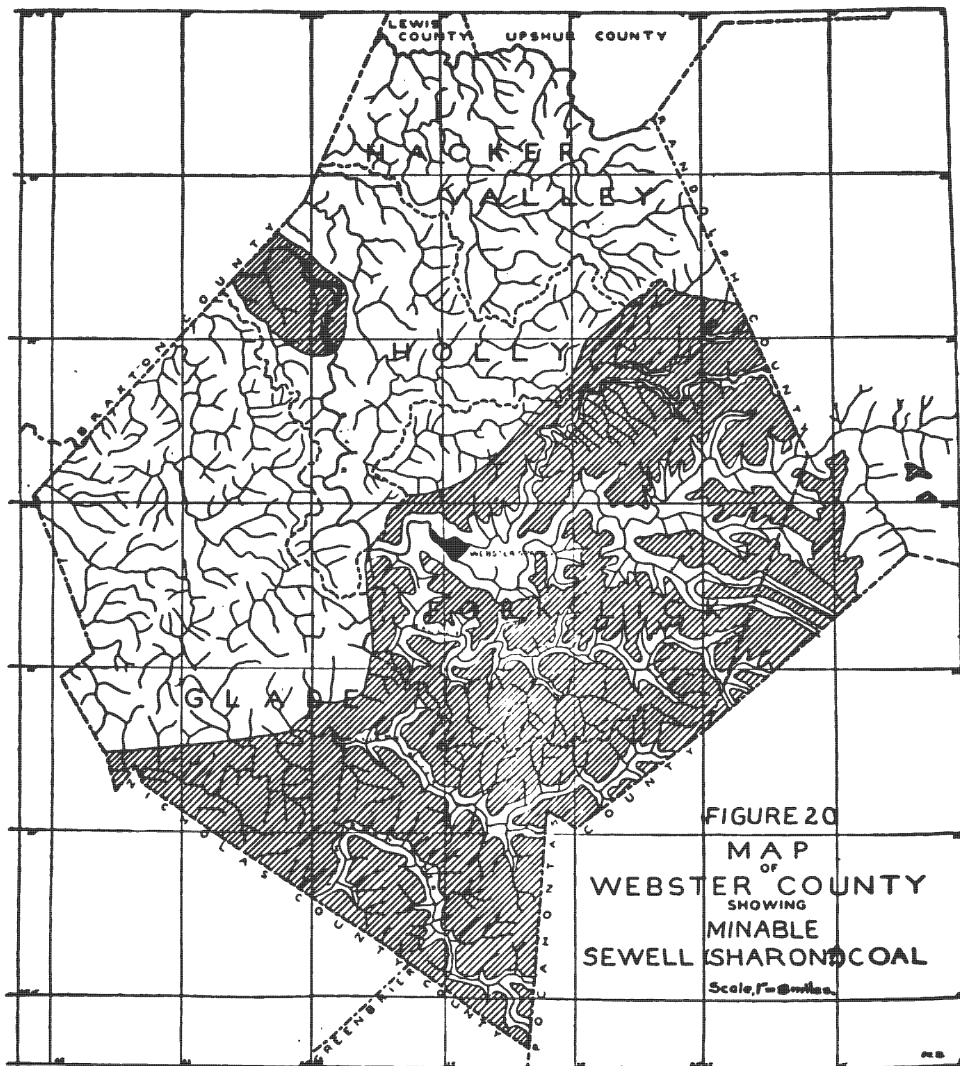 LEWIS
COUNTY
UPSHUR COUNTY
HACKER
VALLEY
RANDOLPH COUNTY
BRAXTON COUNTY
HOLLY
WEBSTER
FORK LICK
GLADE
NICHOLAS COUNTY
POCAHONTAS COUNTY
GREENBRIER COUNTY
FIGURE 20
MAP
OF
WEBSTER COUNTY
SHOWING
MINABLE
SEWELL (SHARON) COAL